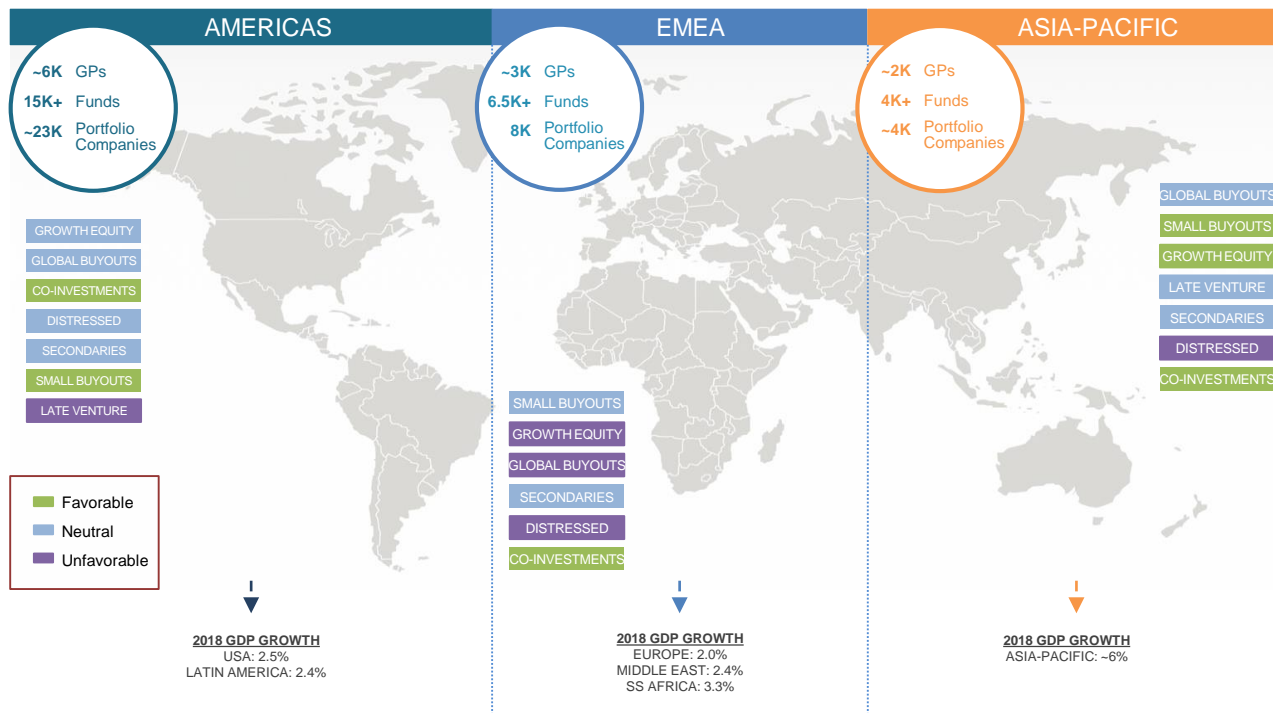 AMERICAS
EMEA
ASIA-PACIFIC
~6K GPs
15K+ Funds
~23K Portfolio
Companies
~3K GPs
6.5K+ Funds
8K Portfolio
Companies
~2K GPs
4K+ Funds
~4K Portfolio
Companies
GROWTH EQUITY
GLOBAL BUYOUTS
CO-INVESTMENTS
DISTRESSED
SECONDARIES
SMALL BUYOUTS
LATE VENTURE
SMALL BUYOUTS
GROWTH EQUITY
GLOBAL BUYOUTS
SECONDARIES
DISTRESSED
CO-INVESTMENTS
GLOBAL BUYOUTS
SMALL BUYOUTS
GROWTH EQUITY
LATE VENTURE
SECONDARIES
DISTRESSED
CO-INVESTMENTS
Favorable
Neutral
Unfavorable
2018 GDP GROWTH
USA: 2.5%
LATIN AMERICA: 2.4%
2018 GDP GROWTH
EUROPE: 2.0%
MIDDLE EAST: 2.4%
SS AFRICA: 3.3%
2018 GDP GROWTH
ASIA-PACIFIC: ~6%